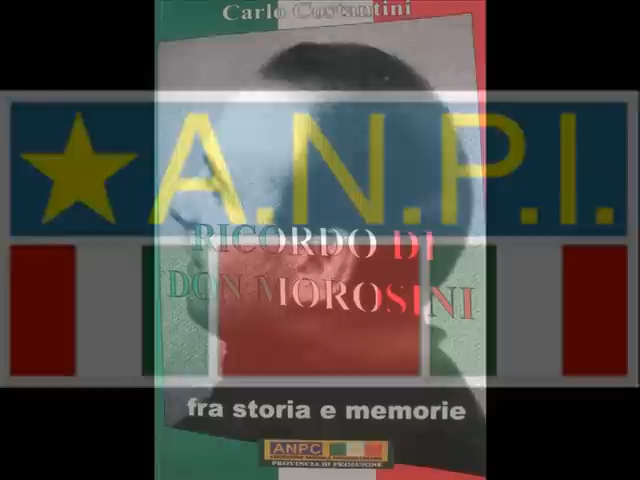 Carlo Costantini
A.N.P.I.
RICORDO DI
DON MOROSINI
fra storia e memorie
ANPC
PROVINCIA DI FROSINONE